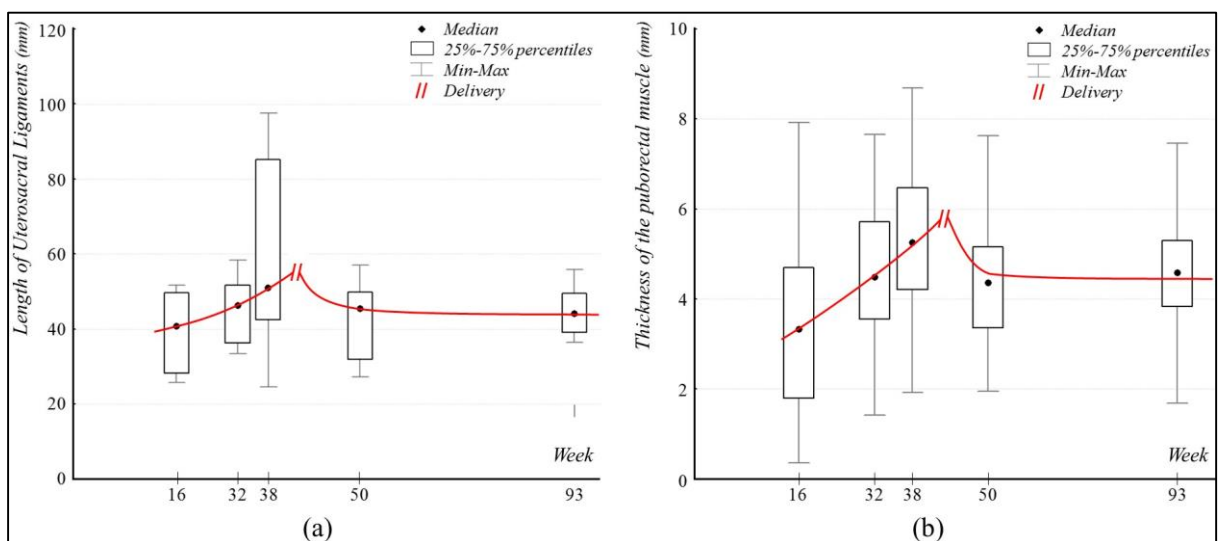 Length of Uterosacral Ligaments (mm)
120
100
80
60
40
20
0
Median
25%-75% percentiles
Min-Max
Delivery
Week
16
32
38
50
93
(a)
Thickness of the puborectal muscle (mm)
10
8
6
4
2
0
Median
25%-75% percentiles
Min-Max
Delivery
Week
16
32
38
50
93
(b)